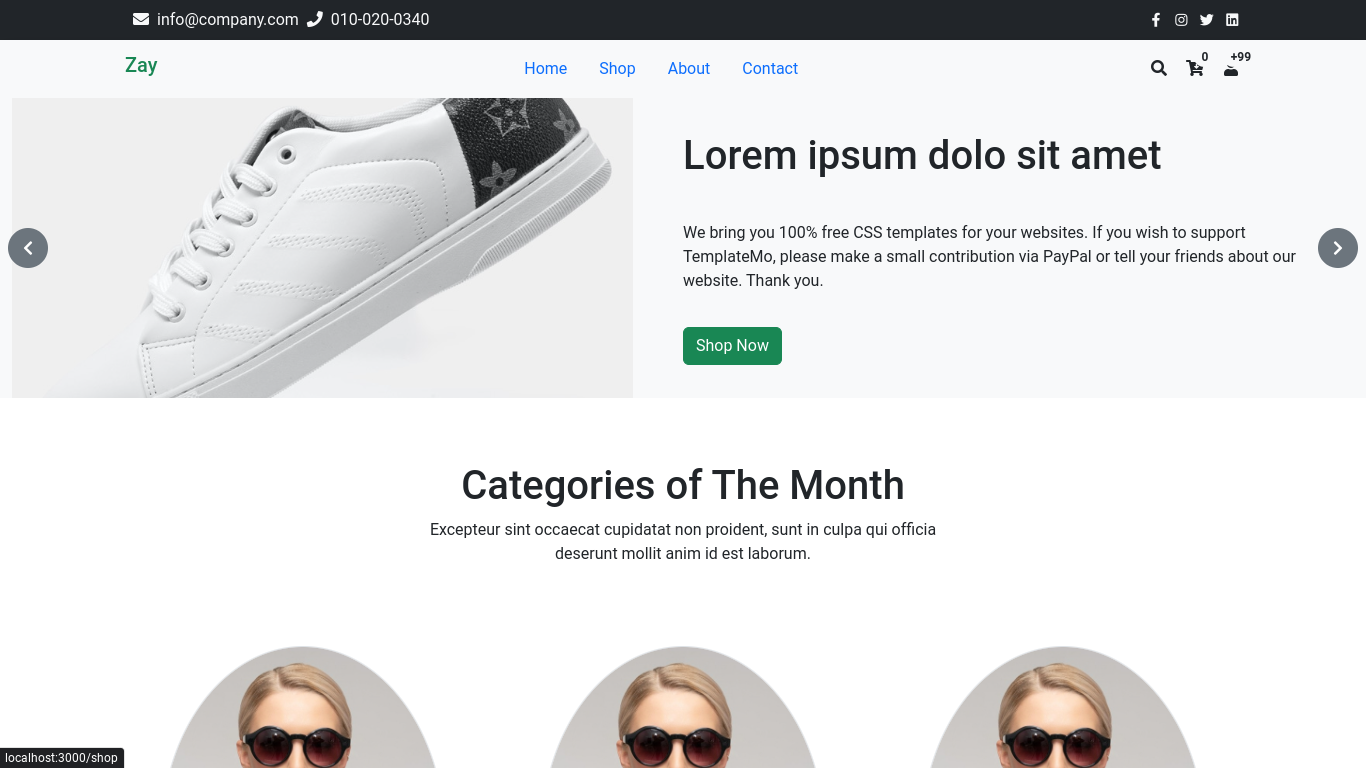 info@company.com 010-020-0340
Zay
Home Shop About Contact
0 +99
Lorem ipsum dolo sit amet
We bring you 100% free CSS templates for your websites. If you wish to support
TemplateMo, please make a small contribution via PayPal or tell your friends about our
website. Thank you.
Shop Now
Categories of The Month
Excepteur sint occaecat cupidatat non proident, sunt in culpa qui officia
deserunt mollit anim id est laborum.
localhost:3000/shop